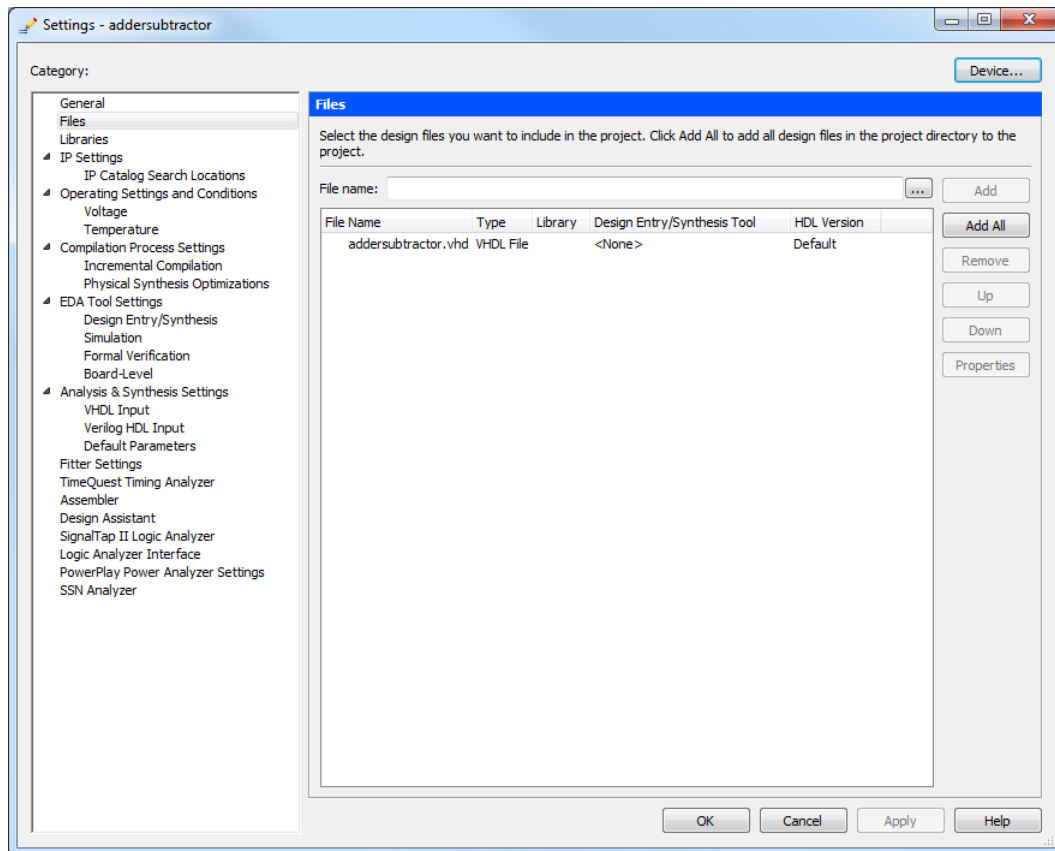 Settings - addersubtractor
Category:
Device...
General
Files
Libraries
IP Settings
IP Catalog Search Locations
Operating Settings and Conditions
Voltage
Temperature
Compilation Process Settings
Incremental Compilation
Physical Synthesis Optimizations
EDA Tool Settings
Design Entry/Synthesis
Simulation
Formal Verification
Board-Level
Analysis & Synthesis Settings
VHDL Input
Verilog HDL Input
Default Parameters
Fitter Settings
TimeQuest Timing Analyzer
Assembler
Design Assistant
SignalTap II Logic Analyzer
Logic Analyzer Interface
PowerPlay Power Analyzer Settings
SSN Analyzer
Files
Select the design files you want to include in the project. Click Add All to add all design files in the project directory to the
project.
File name: ... Add
File Name Type Library Design Entry/Synthesis Tool HDL Version
addersubtractor.vhd VHDL File <None> Default
Add All
Remove
Up
Down
Properties
OK Cancel Apply Help